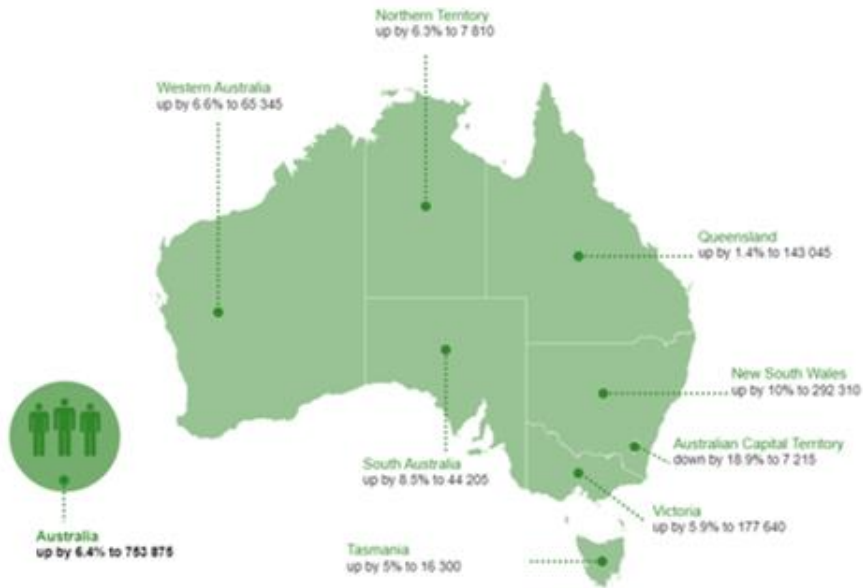 Northern Territory
up by 6.3% to 7 810
Western Australia
up by 6.6% to 65 345
Queensland
up by 1.4% to 143 045
New South Wales
up by 10% to 292 310
Australian Capital Territory
down by 18.9% to 7 215
South Australia
up by 8.5% to 44 205
Victoria
up by 5.9% to 177 640
Australia
up by 6.4% to 753 875
Tasmania
up by 5% to 16 300